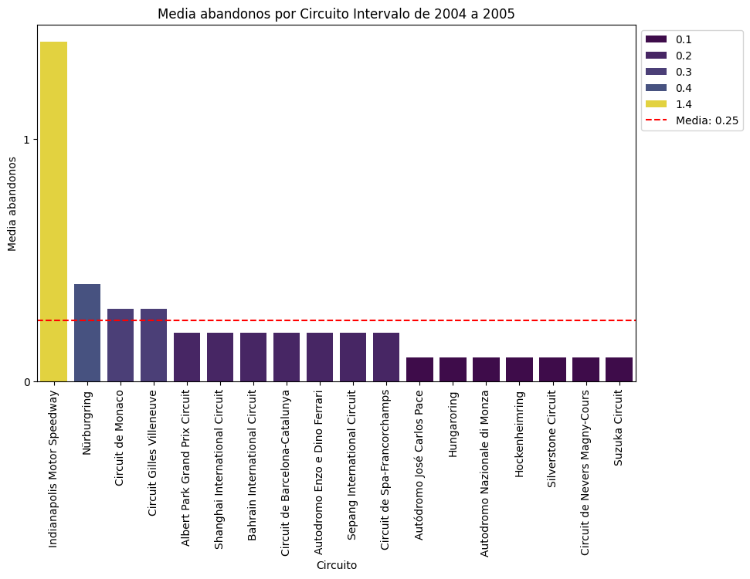 Media abandonos por Circuito Intervalo de 2004 a 2005
0.1
0.2
0.3
0.4
1.4
Media: 0.25
Media abandonos
1
0
Indianapolis Motor Speedway
Nürburgring
Circuit de Monaco
Circuit Gilles Villeneuve
Albert Park Grand Prix Circuit
Shanghai International Circuit
Bahrain International Circuit
Circuit de Barcelona-Catalunya
Autodromo Enzo e Dino Ferrari
Sepang International Circuit
Circuit de Spa-Francorchamps
Autódromo José Carlos Pace
Hungaroring
Autodromo Nazionale di Monza
Hockenheimring
Silverstone Circuit
Circuit de Nevers Magny-Cours
Suzuka Circuit
Circuito